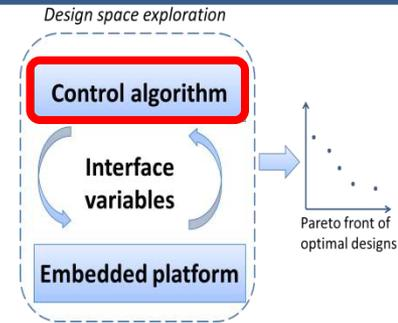 Design space exploration
Control algorithm
Interface
variables
Embedded platform
Pareto front of
optimal designs